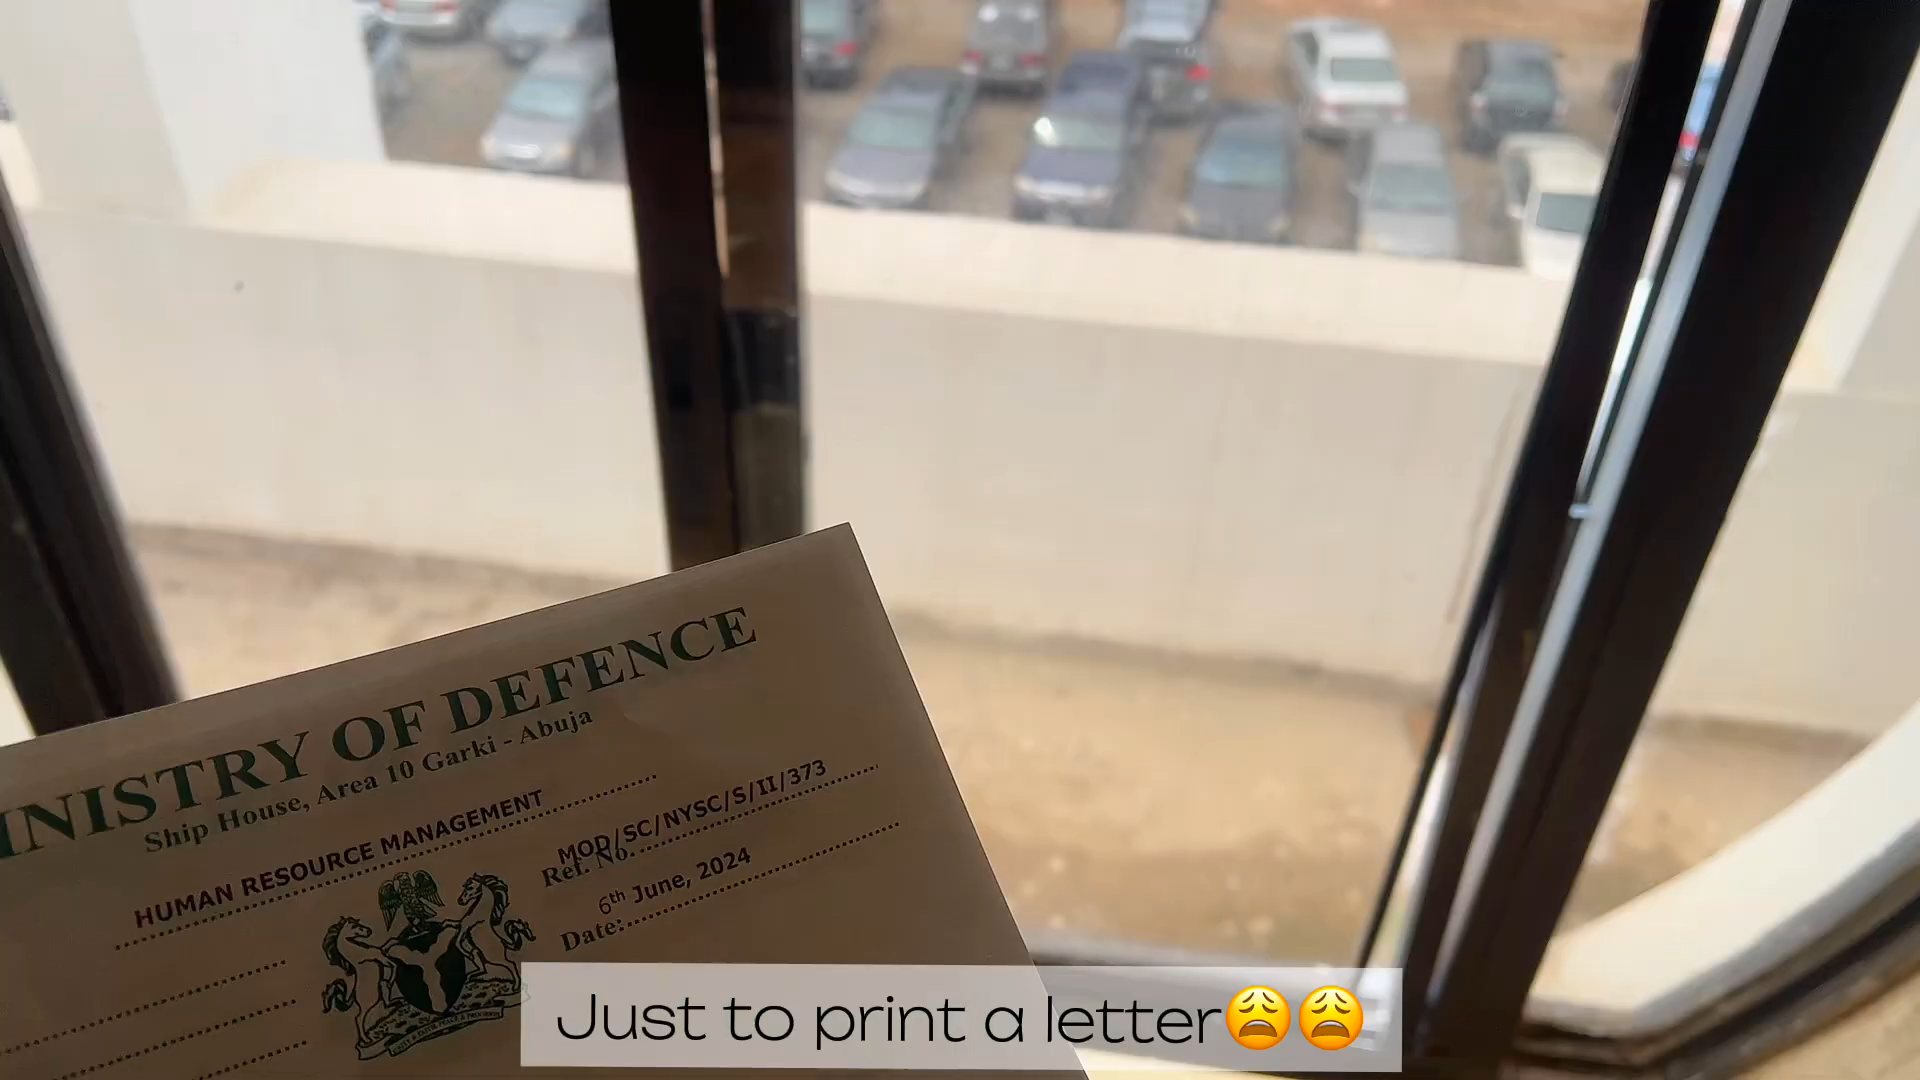 INISTRY OF DEFENCE
Ship House, Area 10 Garki - Abuja
HUMAN RESOURCE MANAGEMENT
MOD/SC/NYSC/S/II/373
Ref. No.
6th June, 2024
Date:
Just to print a letter😩😩